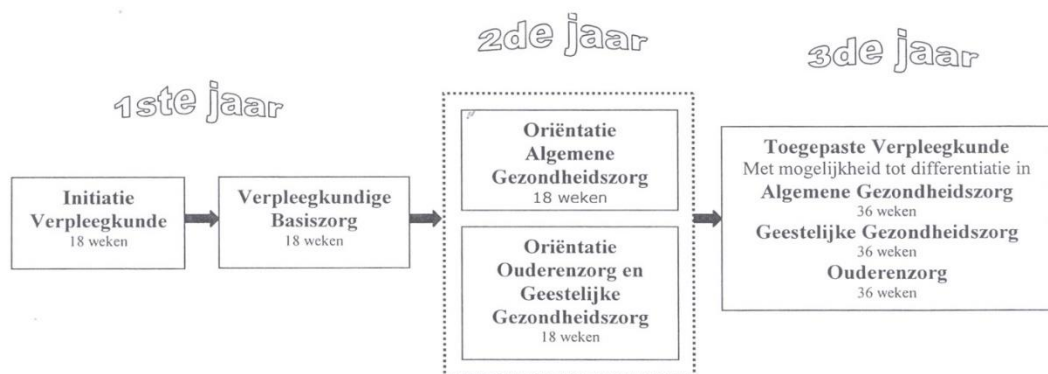 1ste jaar
Initiatie
Verpleegkunde
18 weken
Verpleegkundige
Basiszorg
18 weken
2de jaar
Oriëntatie
Algemene
Gezondheidszorg
18 weken
Oriëntatie
Ouderenzorg en
Geestelijke
Gezondheidszorg
18 weken
3de jaar
Toegepaste Verpleegkunde
Met mogelijkheid tot differentiatie in
Algemene Gezondheidszorg
36 weken
Geestelijke Gezondheidszorg
36 weken
Ouderenzorg
36 weken